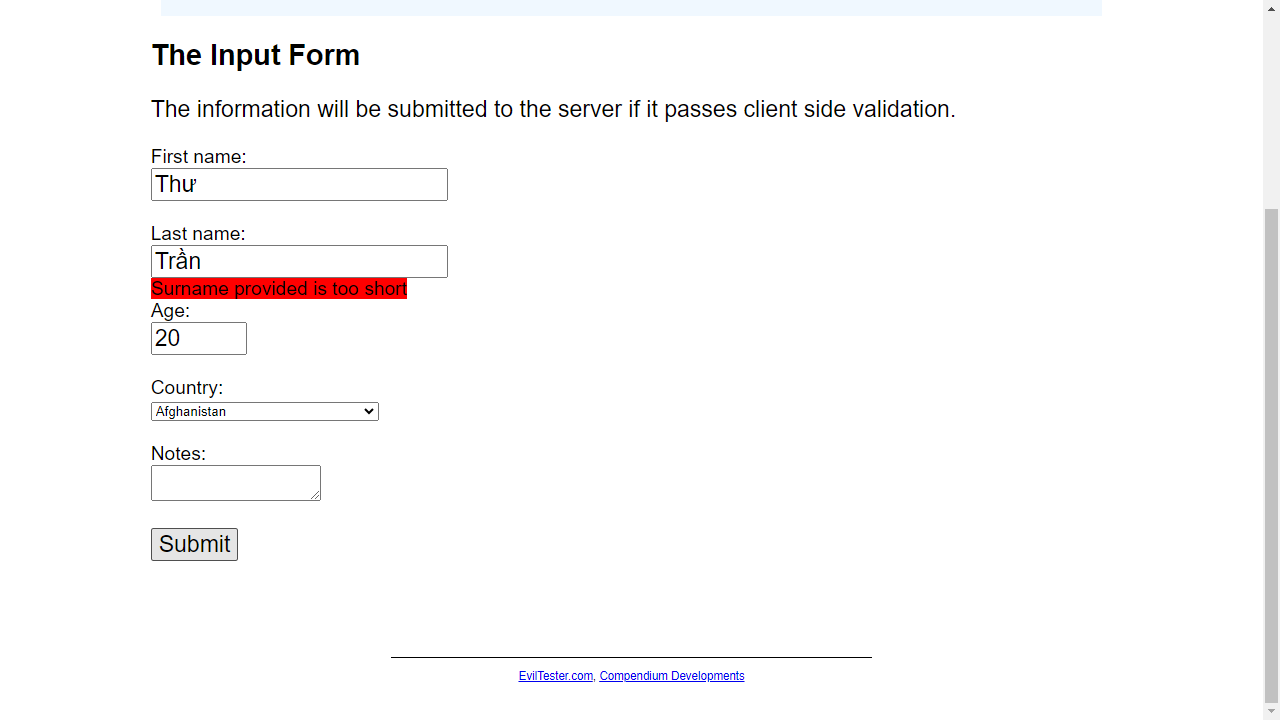 The Input Form
The information will be submitted to the server if it passes client side validation.
First name:
Thư
Last name:
Trần
Surname provided is too short
Age:
20
Country:
Afghanistan
Notes:
Submit
EvilTester.com, Compendium Developments